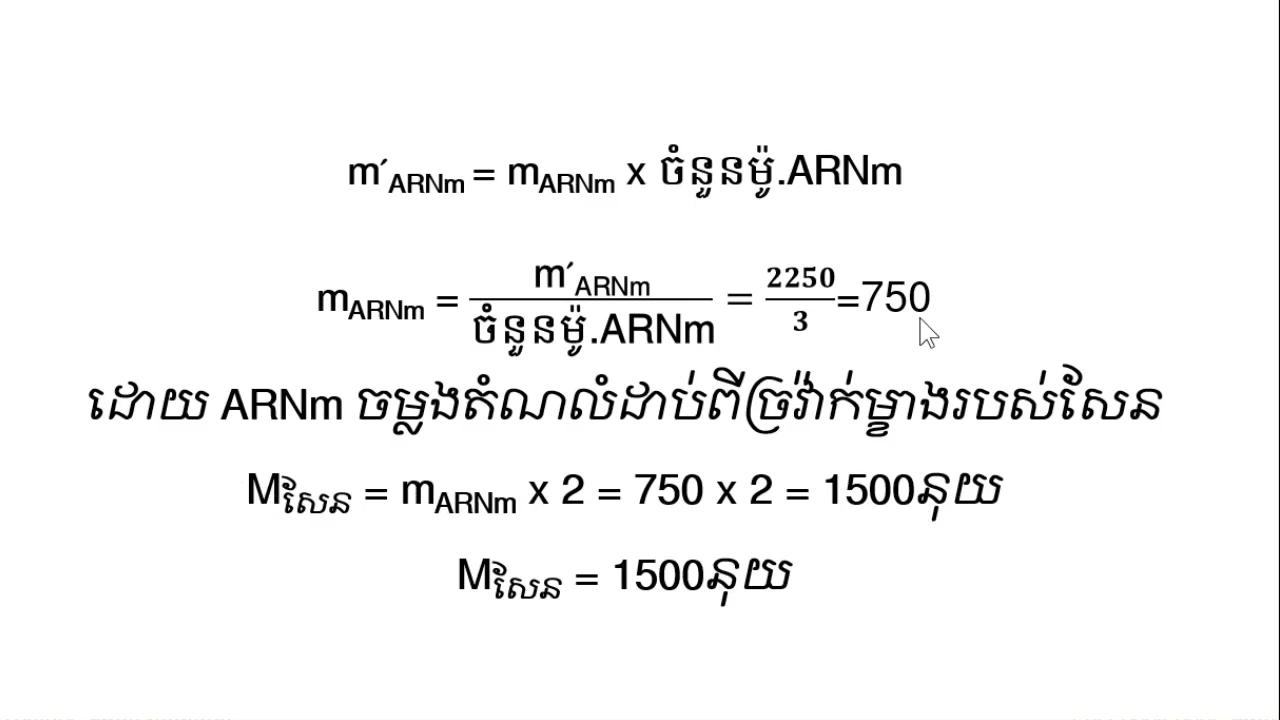 m´ARNm = mARNm x ចំនួនម៉ូ.ARNm
mARNm = m´ARNm / ចំនួនម៉ូ.ARNm = 2250 / 3 =750
ដោយ ARNm ចម្លងតំណលំដាប់ពីច្រវ៉ាក់ម្ខាងរបស់សែន
Mសែន = mARNm x 2 = 750 x 2 = 1500នុយ
Mសែន = 1500នុយ